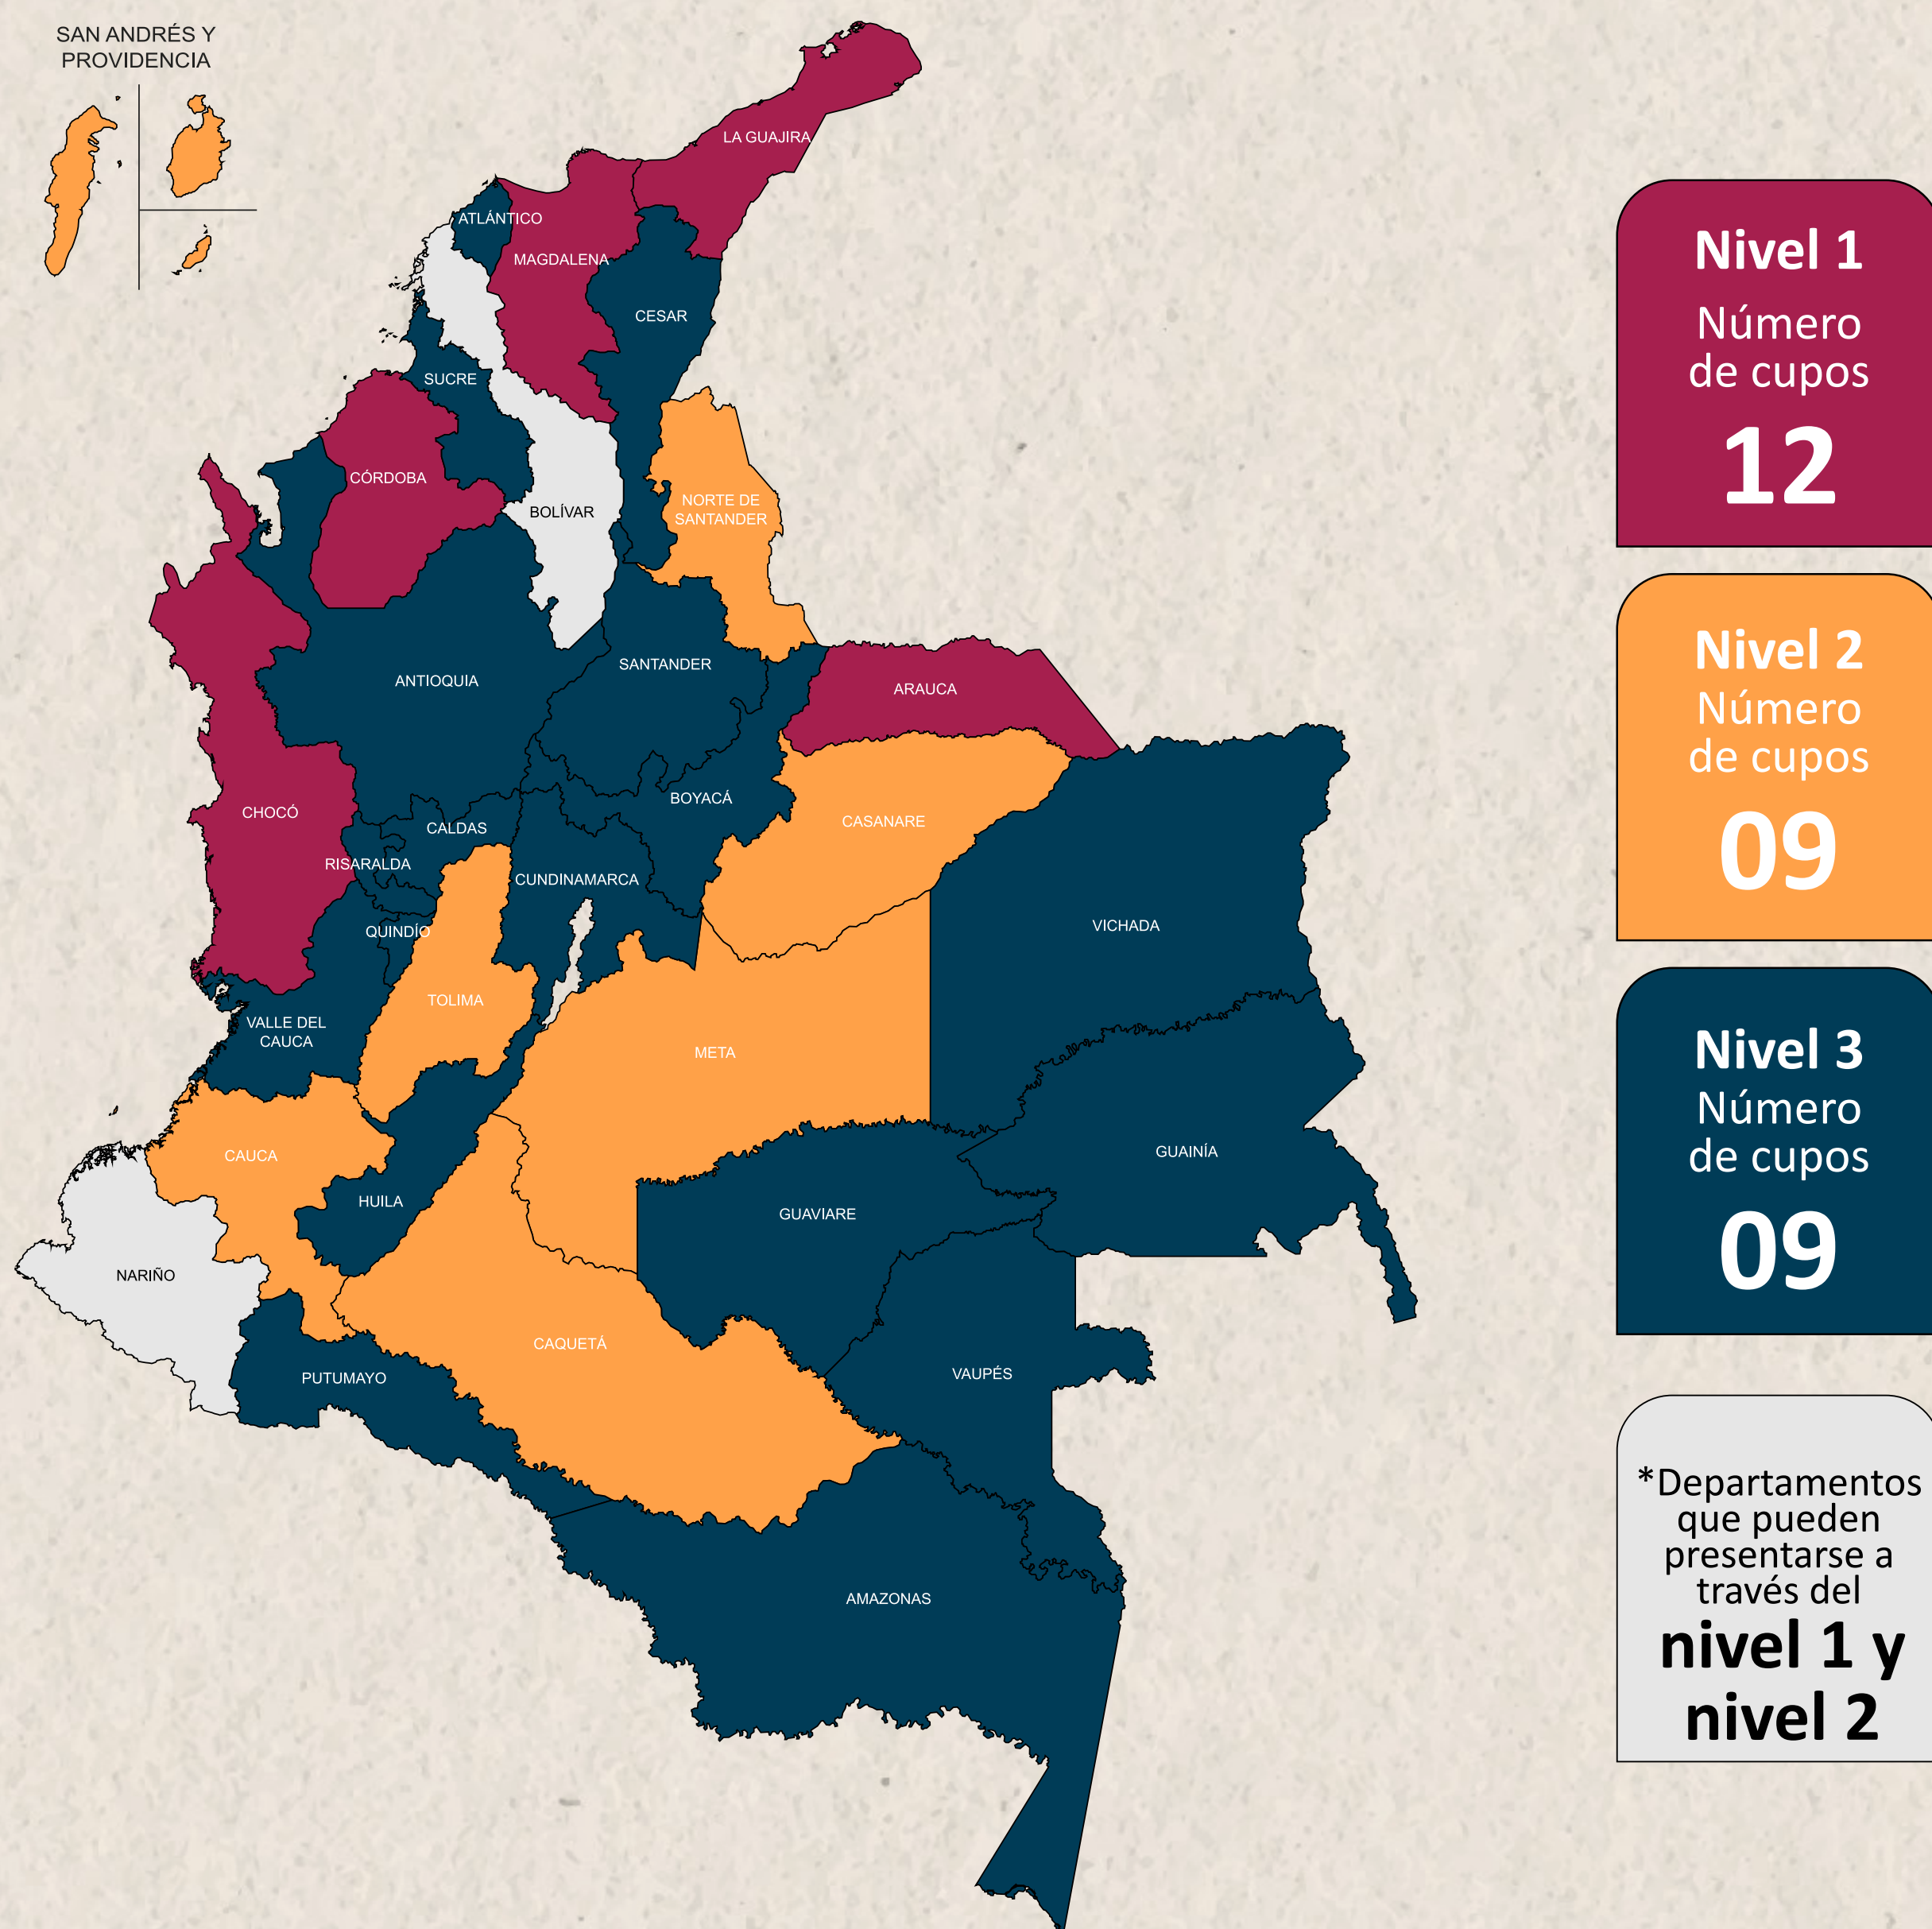 SAN ANDRÉS Y
PROVIDENCIA
LA GUAJIRA
ATLÁNTICO
MAGDALENA
CESAR
SUCRE
CÓRDOBA
BOLÍVAR
NORTE DE
SANTANDER
ANTIOQUIA
SANTANDER
ARAUCA
CHOCÓ
BOYACÁ
CASANARE
CALDAS
RISARALDA
CUNDINAMARCA
QUINDÍO
VICHADA
TOLIMA
VALLE DEL
CAUCA
META
CAUCA
GUAINÍA
HUILA
GUAVIARE
NARIÑO
CAQUETÁ
PUTUMAYO
VAUPÉS
AMAZONAS
Nivel 1
Número
de cupos
12
Nivel 2
Número
de cupos
09
Nivel 3
Número
de cupos
09
*Departamentos
que pueden
presentarse a
través del
nivel 1 y
nivel 2